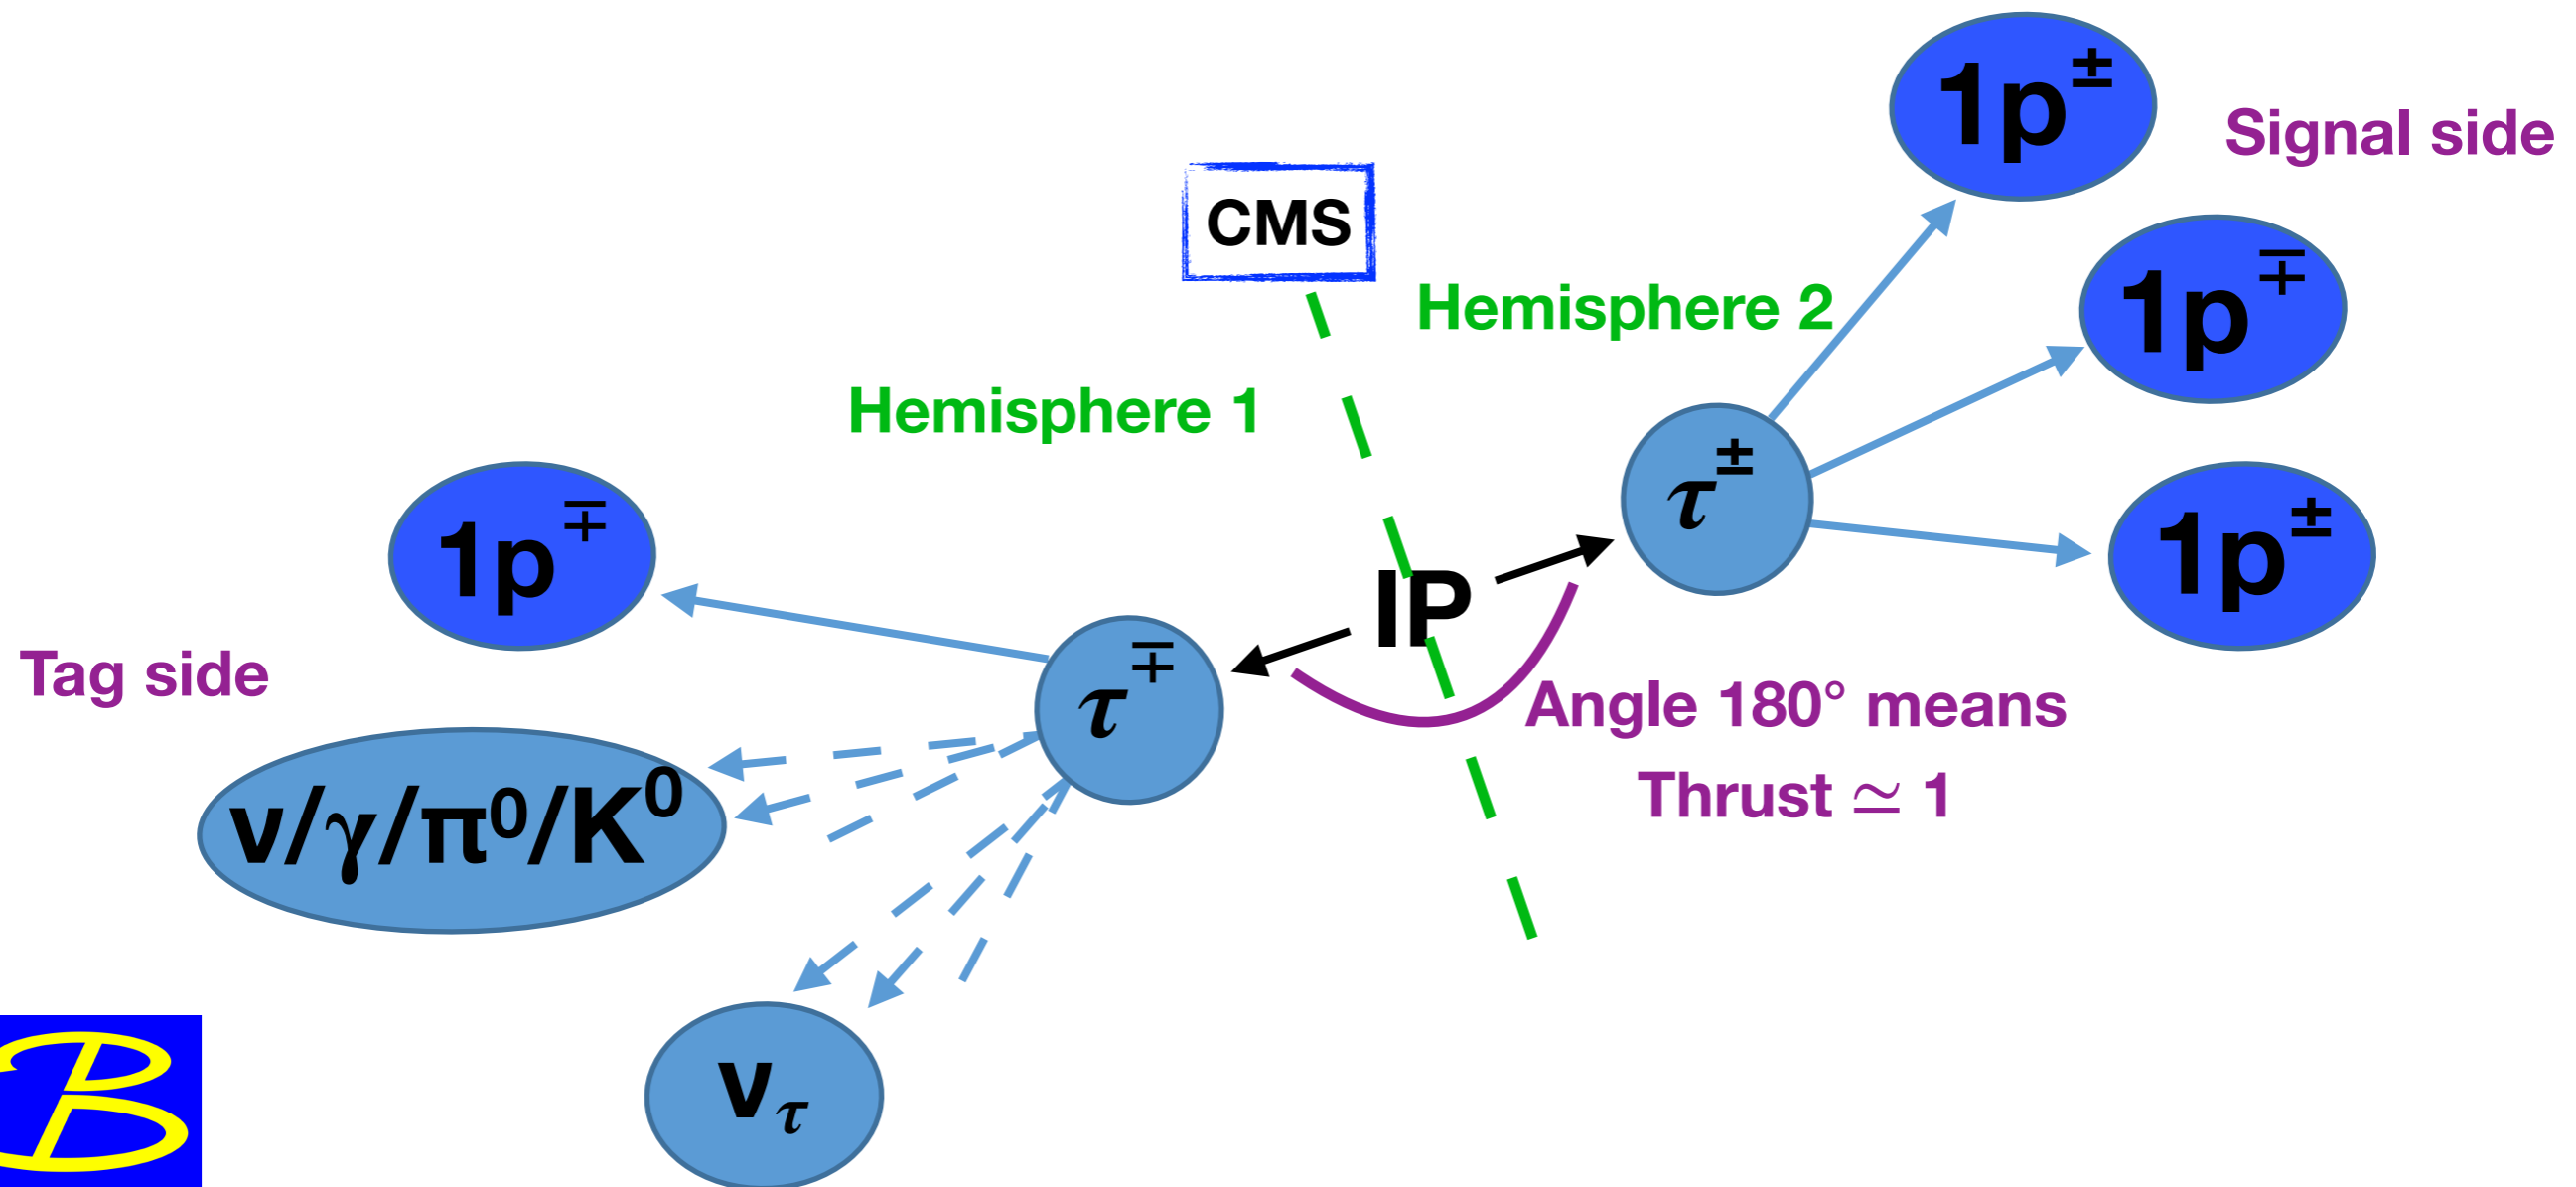 1p±
Signal side
CMS
1p∓
Hemisphere 2
Hemisphere 1
τ±
1p∓
1p±
IP
Tag side
τ∓
Angle 180° means
Thrust ≃ 1
ν/γ/π⁰/K⁰
ντ
B